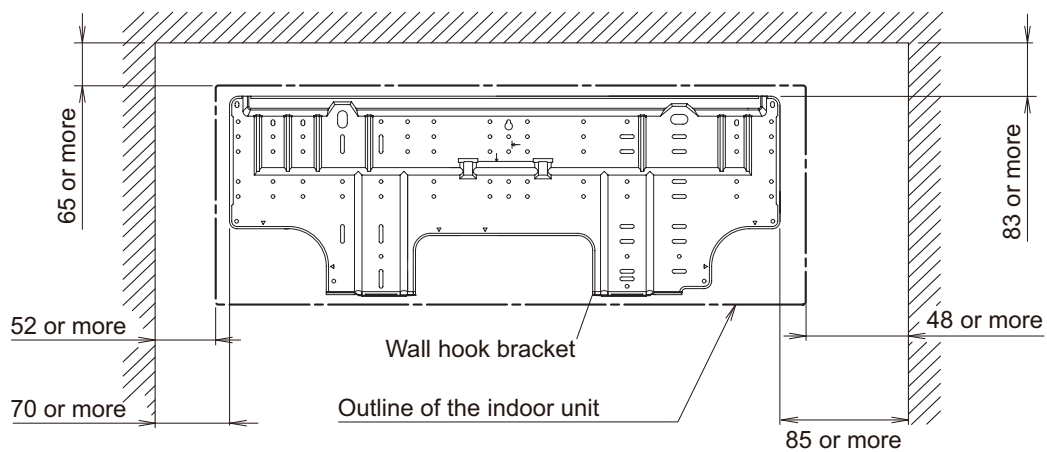 65 or more
83 or more
52 or more
48 or more
Wall hook bracket
70 or more
Outline of the indoor unit
85 or more